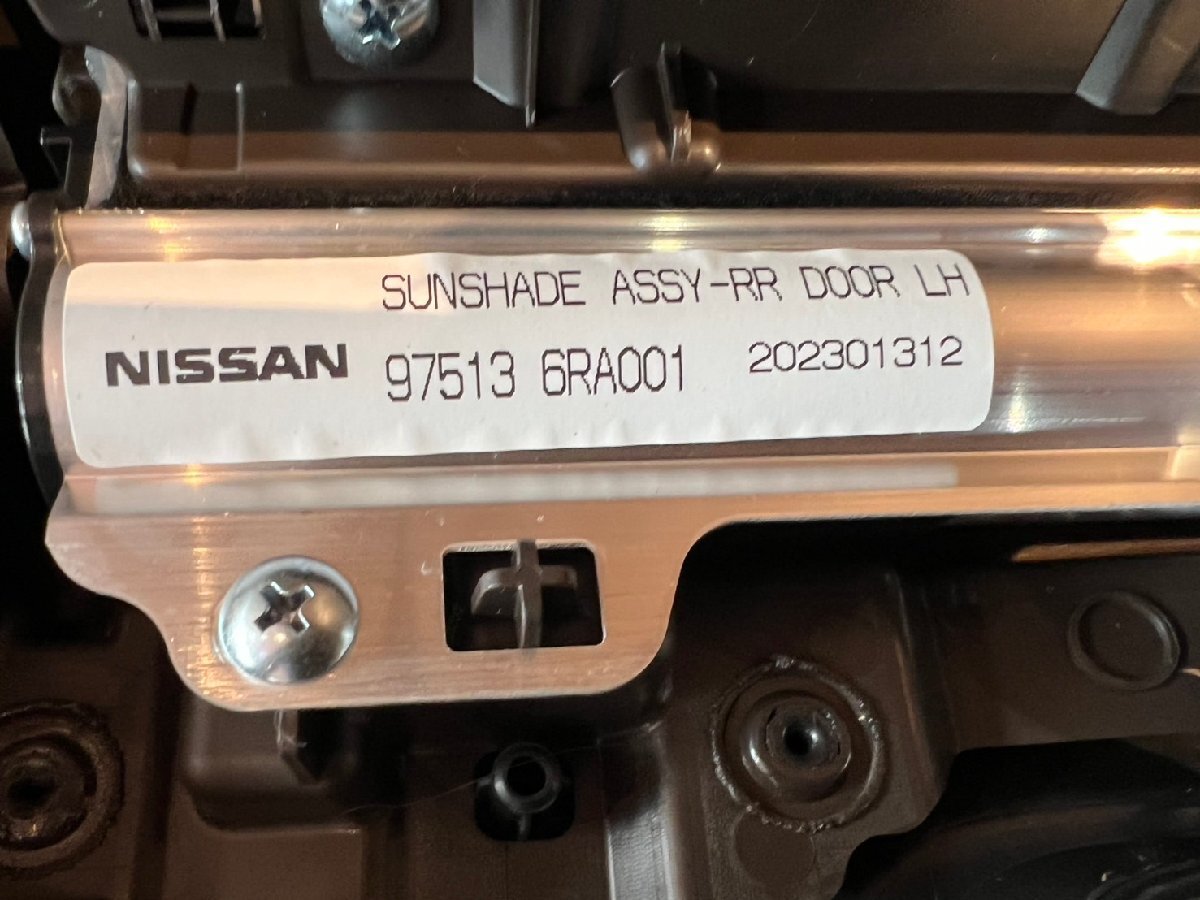 SUNSHADE ASSY-RR DOOR LH
NISSAN 97513 6RA001 202301312